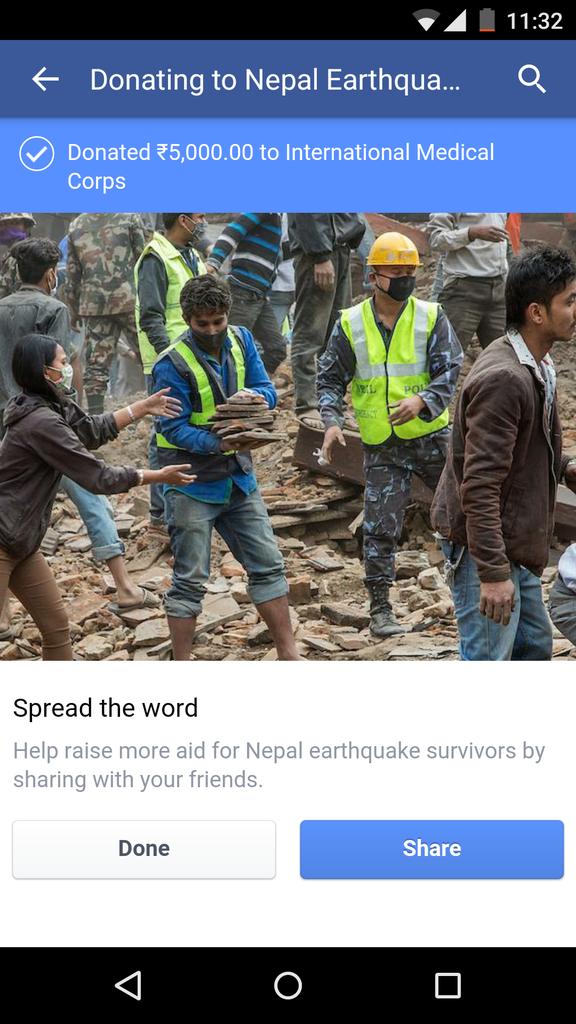 11:32
Donating to Nepal Earthqua...
Donated ₹5,000.00 to International Medical
Corps
POL
Spread the word
Help raise more aid for Nepal earthquake survivors by
sharing with your friends.
Done
Share